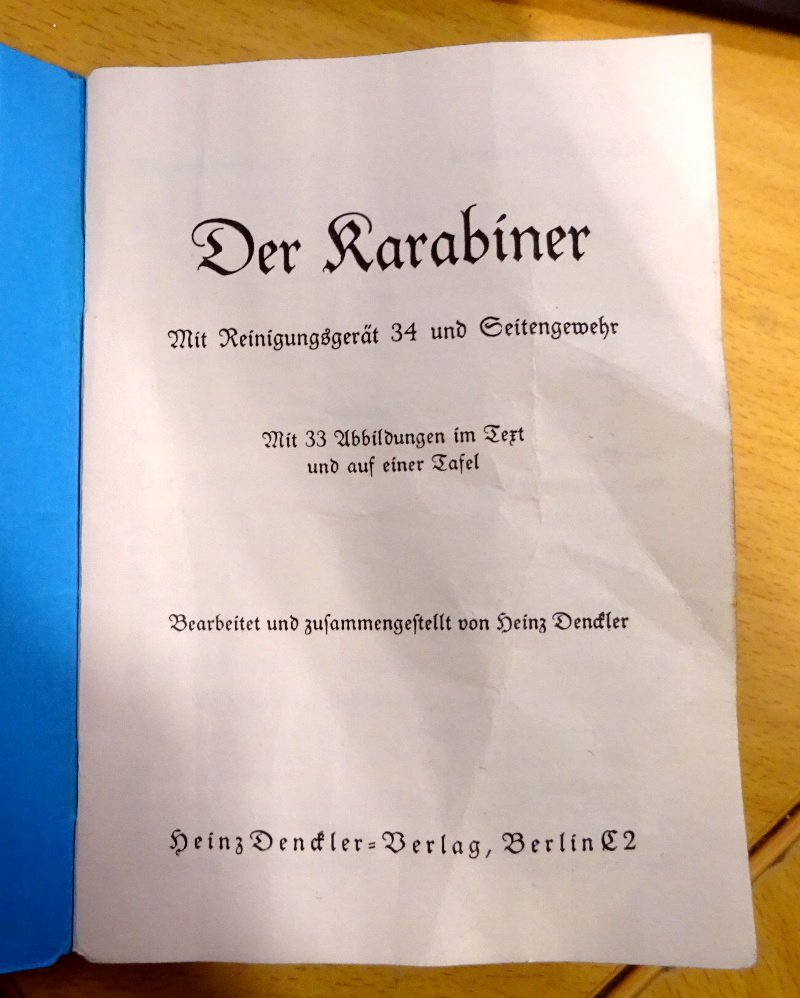 Der Karabiner
Mit Reinigungsgerät 34 und Seitengewehr
Mit 33 Abbildungen im Text
und auf einer Tafel
Bearbeitet und zuſammengeſtellt von Heinz Denckler
Heinz Denckler-Verlag, Berlin C2